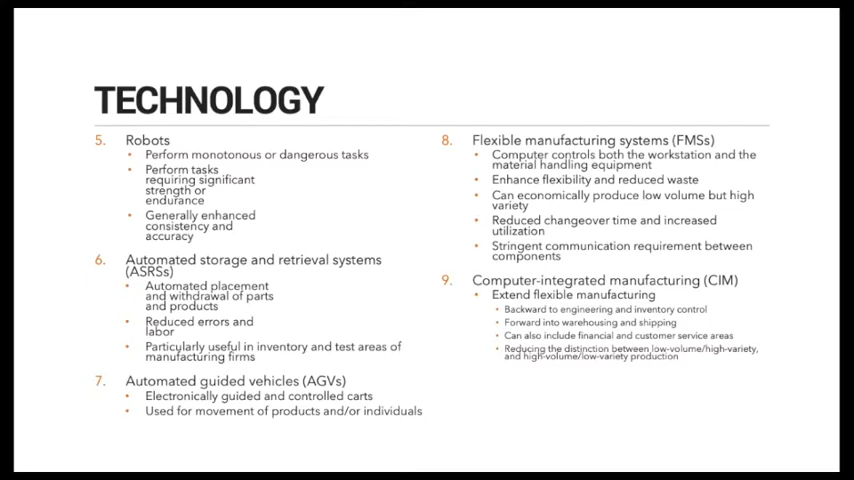 TECHNOLOGY
5. Robots
• Perform monotonous or dangerous tasks
• Perform tasks
requiring significant
strength or
endurance
• Generally enhanced
consistency and
accuracy
6. Automated storage and retrieval systems
(ASRSs)
• Automated placement
and withdrawal of parts
and products
• Reduced errors and
labor
• Particularly useful in inventory and test areas of
manufacturing firms
7. Automated guided vehicles (AGVs)
• Electronically guided and controlled carts
• Used for movement of products and/or individuals
8. Flexible manufacturing systems (FMSs)
• Computer controls both the workstation and the
material handling equipment
• Enhance flexibility and reduced waste
• Can economically produce low volume but high
variety
• Reduced changeover time and increased
utilization
• Stringent communication requirement between
components
9. Computer-integrated manufacturing (CIM)
• Extend flexible manufacturing
• Backward to engineering and inventory control
• Forward into warehousing and shipping
• Can also include financial and customer service areas
• Reducing the distinction between low-volume/high-variety,
and high-volume/low-variety production